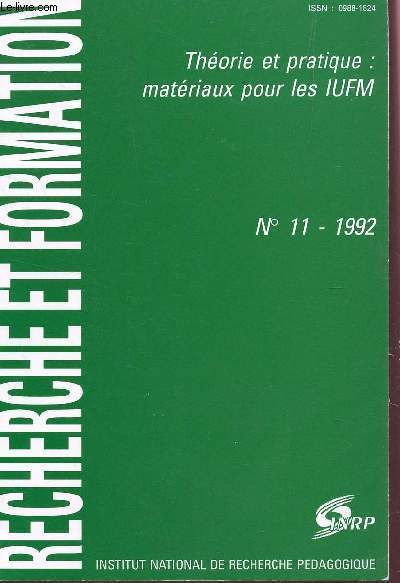 Le-livre.com
ISSN : 0988-1824
Théorie et pratique :
matériaux pour les IUFM
N° 11 - 1992
RECHERCHE ET FORMATION
INRP
INSTITUT NATIONAL DE RECHERCHE PEDAGOGIQUE